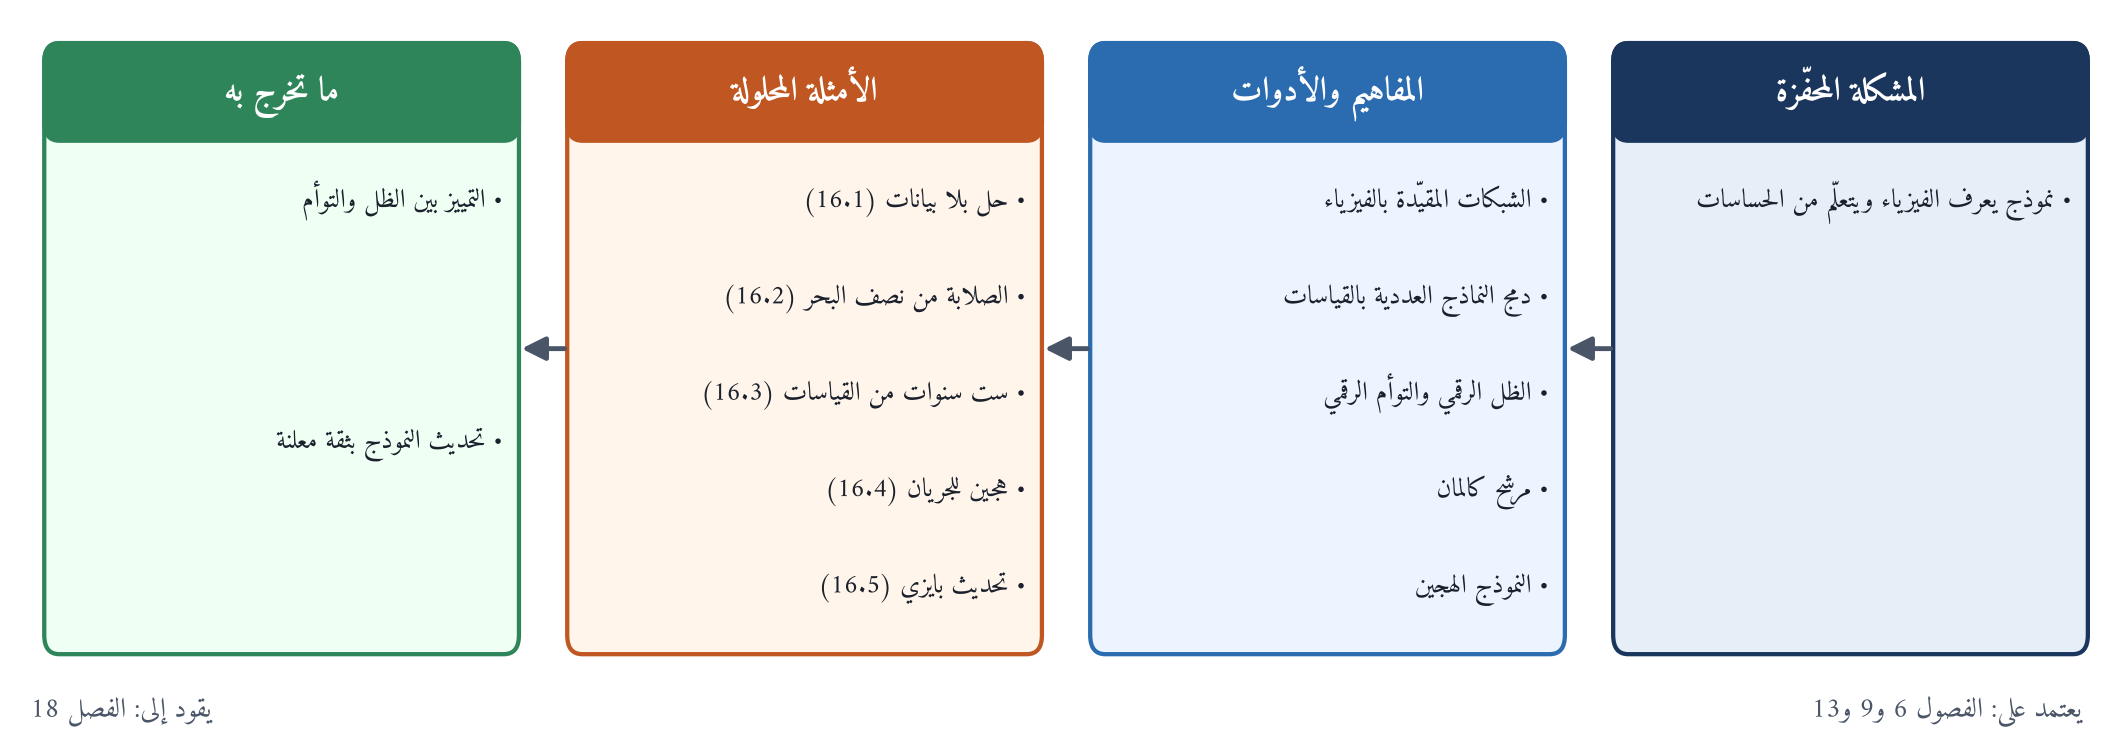 المشكلة المحفّزة
• نموذج يعرف الفيزياء ويتعلّم من الحساسات
المفاهيم والأدوات
• الشبكات المقيّدة بالفيزياء
• دمج النماذج العددية بالقياسات
• الظل الرقمي والتوأم الرقمي
• مرشح كالمان
• النموذج الهجين
الأمثلة المحلولة
• حل بلا بيانات (16.1)
• الصلابة من نصف البحر (16.2)
• ست سنوات من القياسات (16.3)
• هجين للجريان (16.4)
• تحديث بايزي (16.5)
ما تخرج به
• التمييز بين الظل والتوأم
• تحديث النموذج بثقة معلنة
يعتمد على: الفصول 6 و9 و13
يقود إلى: الفصل 18